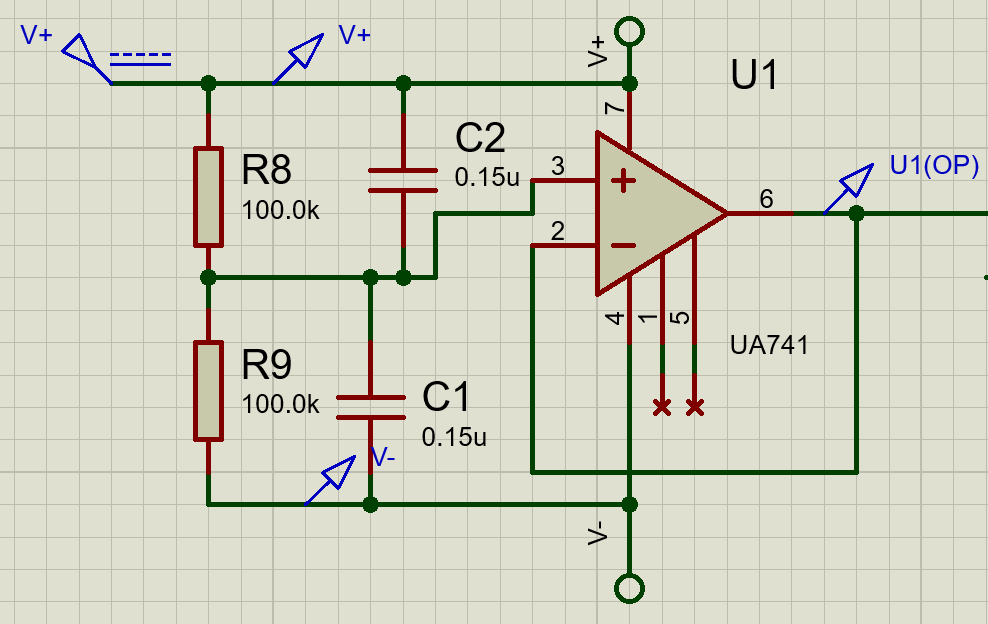 V+
V+
V+
U1
7
C2
0.15u
R8
100.0k
3
+
2
−
6
U1(OP)
4
1
5
UA741
R9
100.0k
C1
0.15u
V-
V-